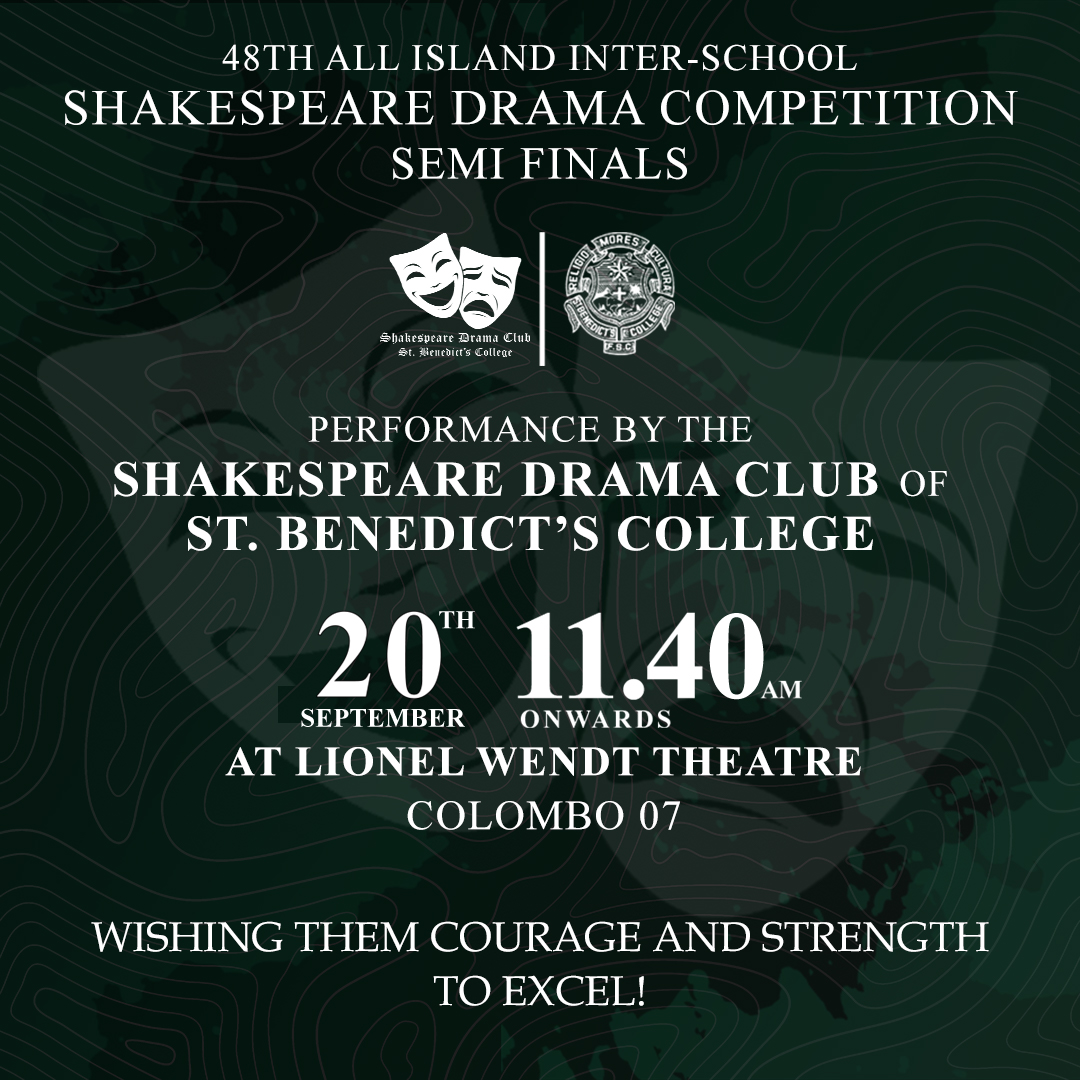 48TH ALL ISLAND INTER-SCHOOL
SHAKESPEARE DRAMA COMPETITION
SEMI FINALS
Shakespeare Drama Club
St. Benedict's College
RELIGIO MORES CULTURA
ST. BENEDICT'S COLLEGE
F.S.C.
PERFORMANCE BY THE
SHAKESPEARE DRAMA CLUB OF
ST. BENEDICT’S COLLEGE
20TH 11.40AM
SEPTEMBER ONWARDS
AT LIONEL WENDT THEATRE
COLOMBO 07
WISHING THEM COURAGE AND STRENGTH
TO EXCEL!